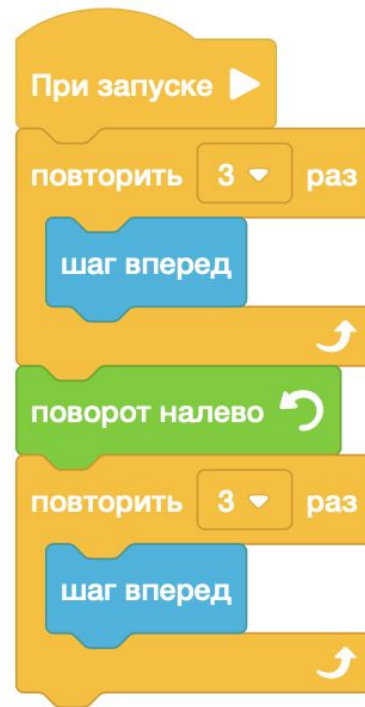 При запуске
повторить 3 раз
шаг вперед
поворот налево
повторить 3 раз
шаг вперед